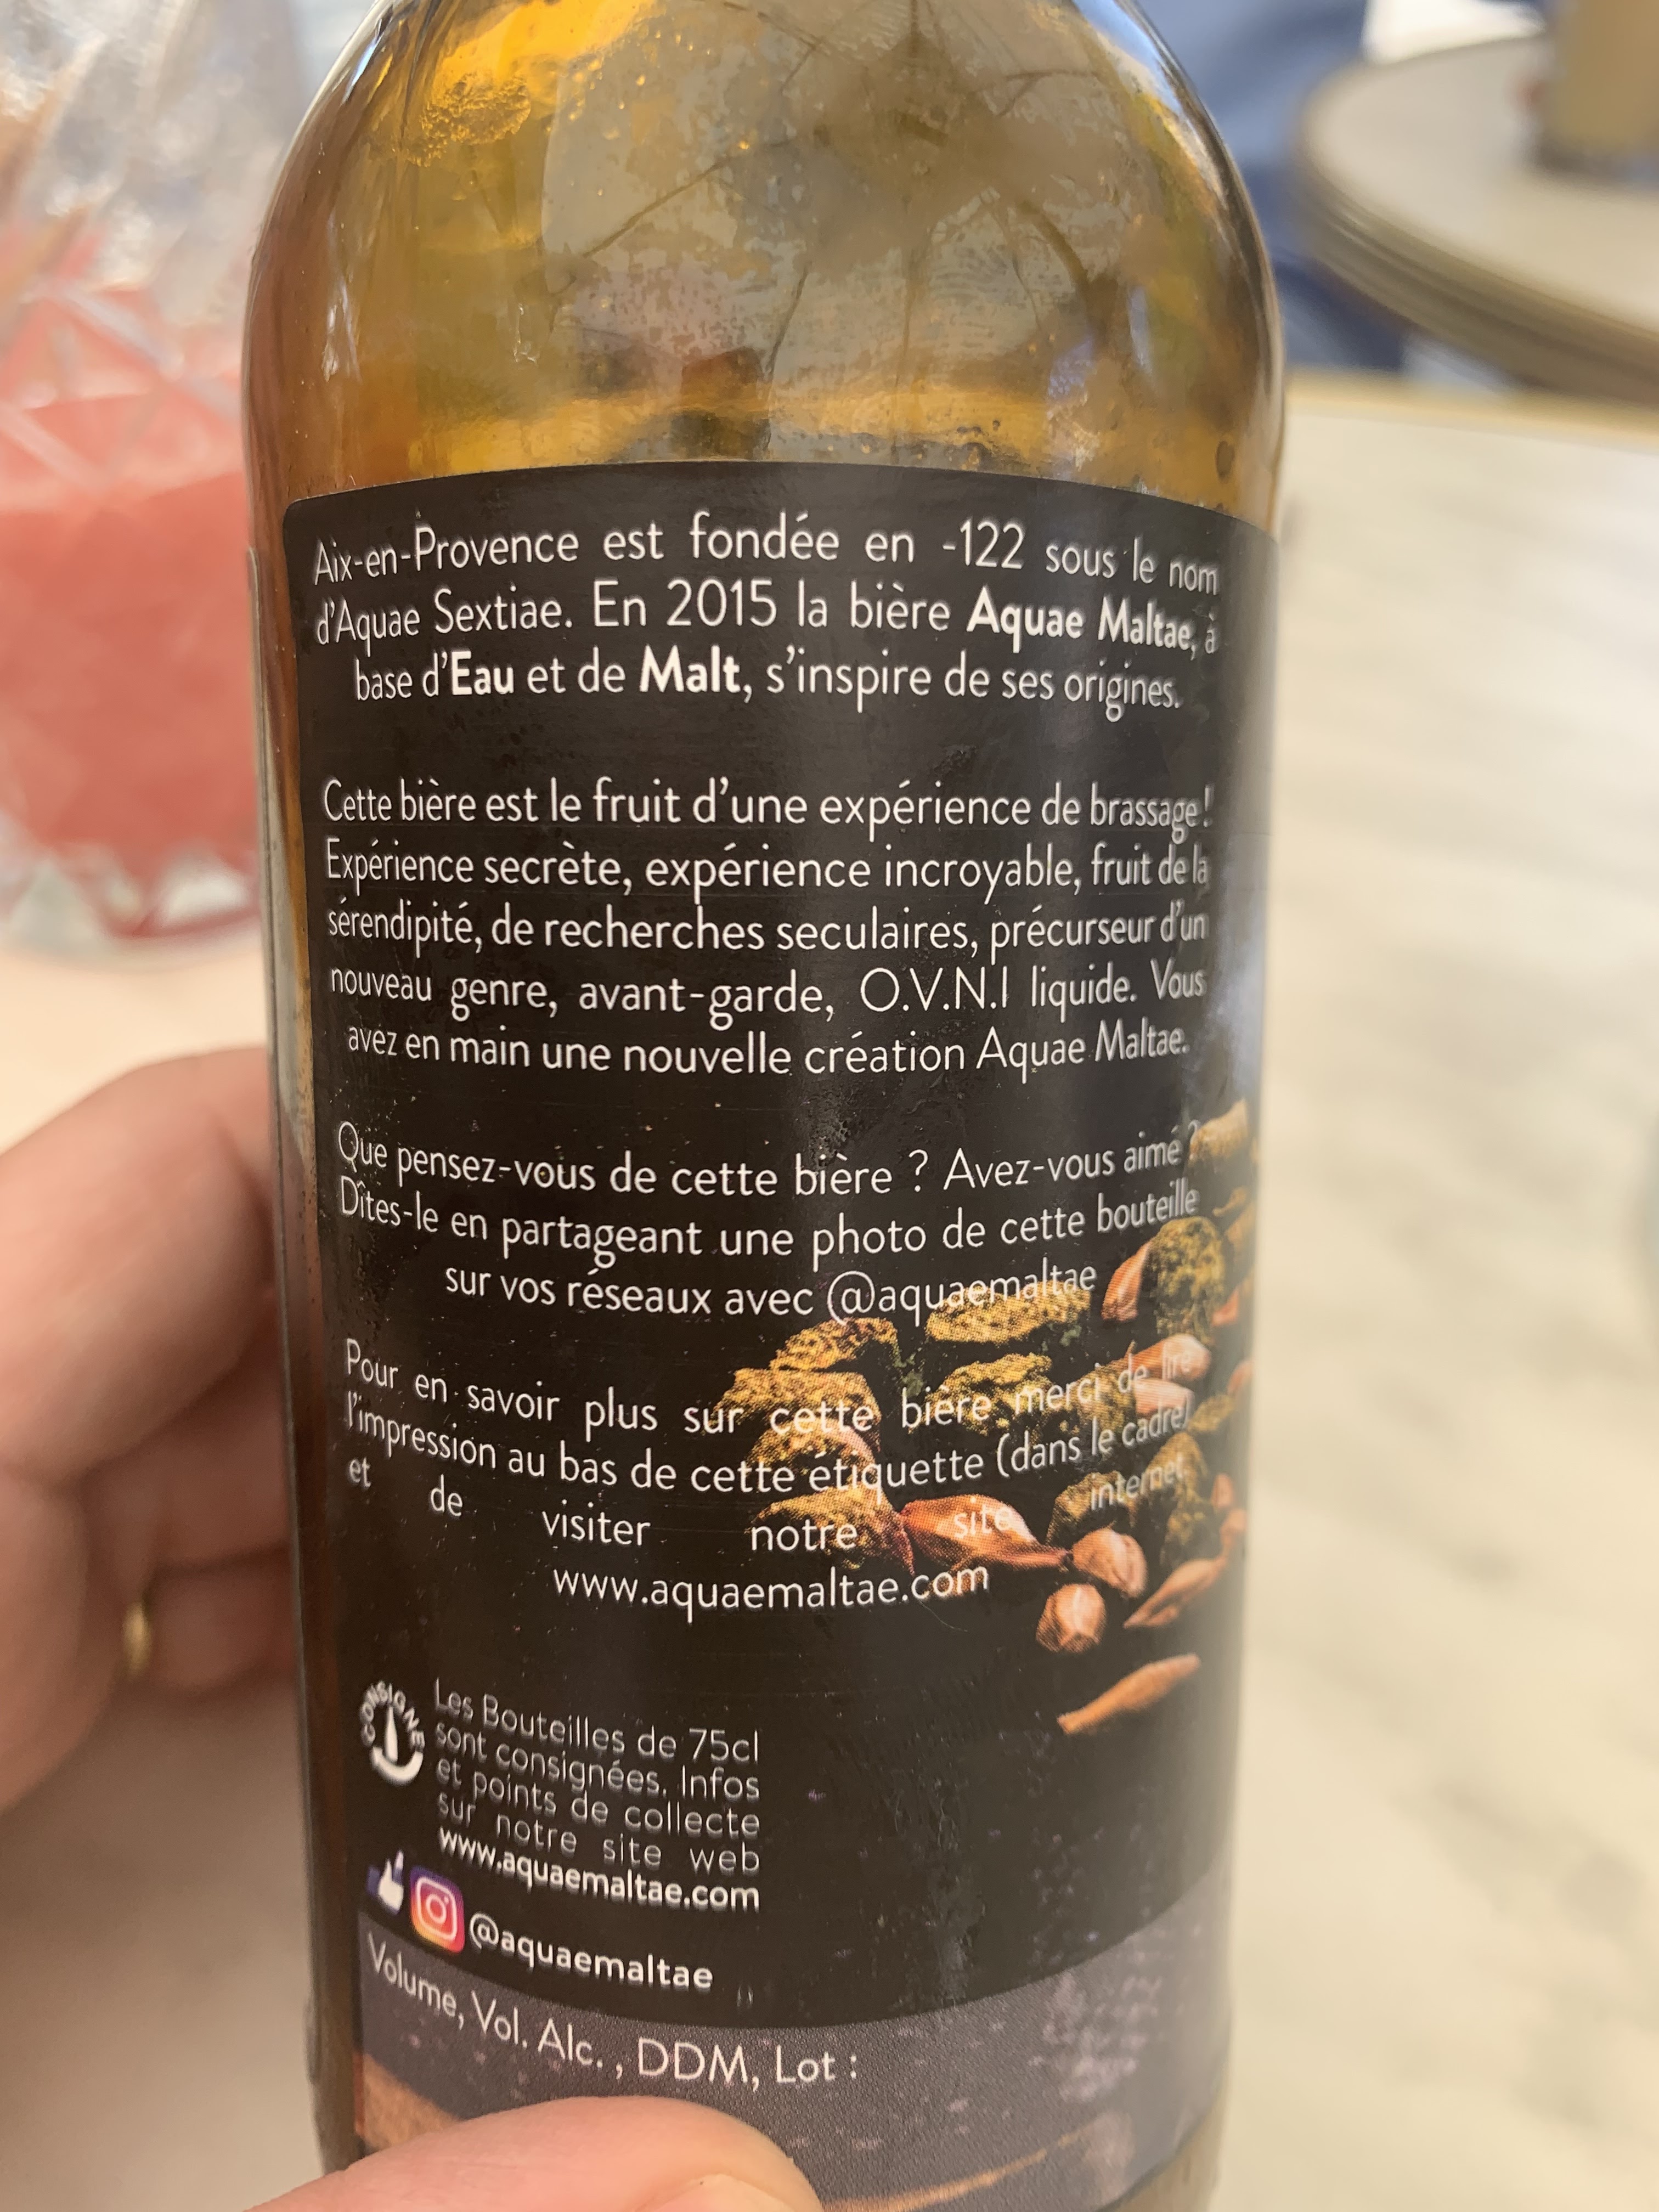 Aix-en-Provence est fondée en -122 sous le nom
d'Aquae Sextiae. En 2015 la bière Aquae Maltae, à
base d'Eau et de Malt, s'inspire de ses origines.
Cette bière est le fruit d'une expérience de brassage!
Expérience secrète, expérience incroyable, fruit de la
sérendipité, de recherches seculaires, précurseur d'un
nouveau genre, avant-garde, O.V.N.I liquide. Vous
avez en main une nouvelle création Aquae Maltae.
Que pensez-vous de cette bière ? Avez-vous aimé ?
Dîtes-le en partageant une photo de cette bouteille
sur vos réseaux avec @aquaemaltae
Pour en savoir plus sur cette bière merci de lire
l'impression au bas de cette étiquette (dans le cadre)
et de visiter notre site internet
www.aquaemaltae.com
CONSIGNE
Les Bouteilles de 75cl
sont consignées. Infos
et points de collecte
sur notre site web
www.aquaemaltae.com
@aquaemaltae
Volume, Vol. Alc. , DDM, Lot :